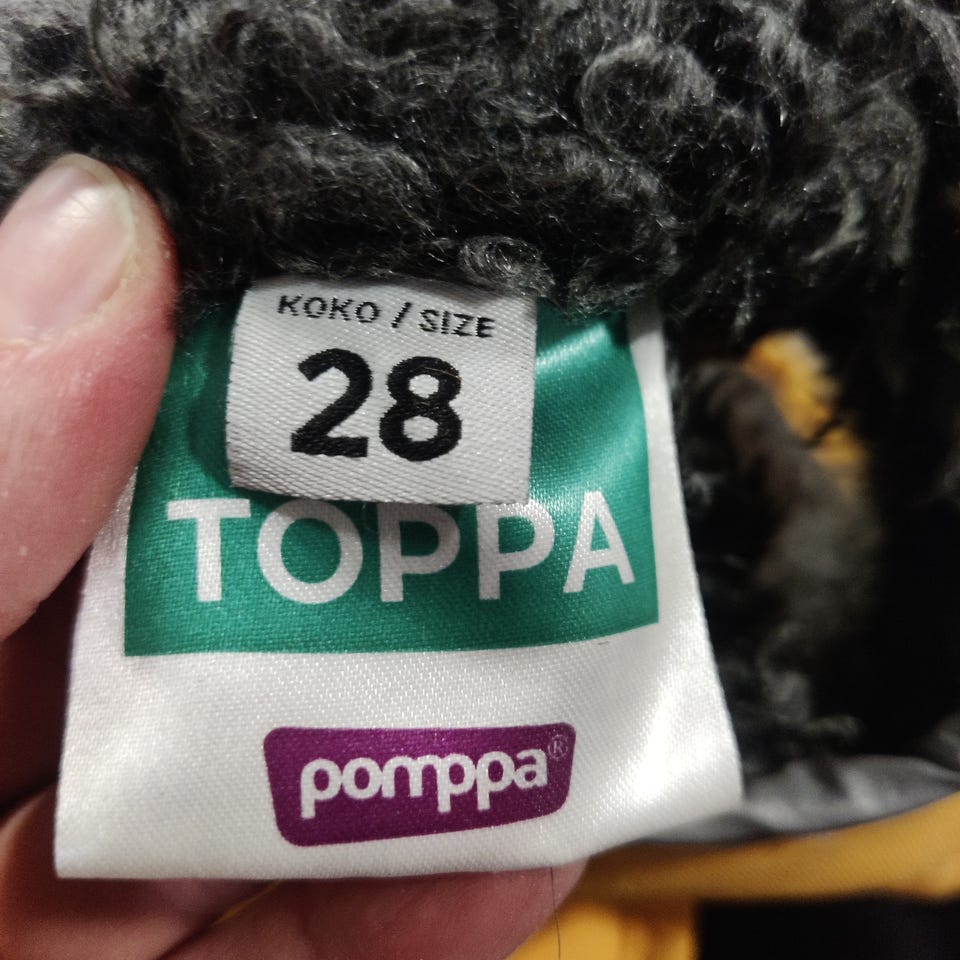 KOKO / SIZE
28
TOPPA
pomppa®